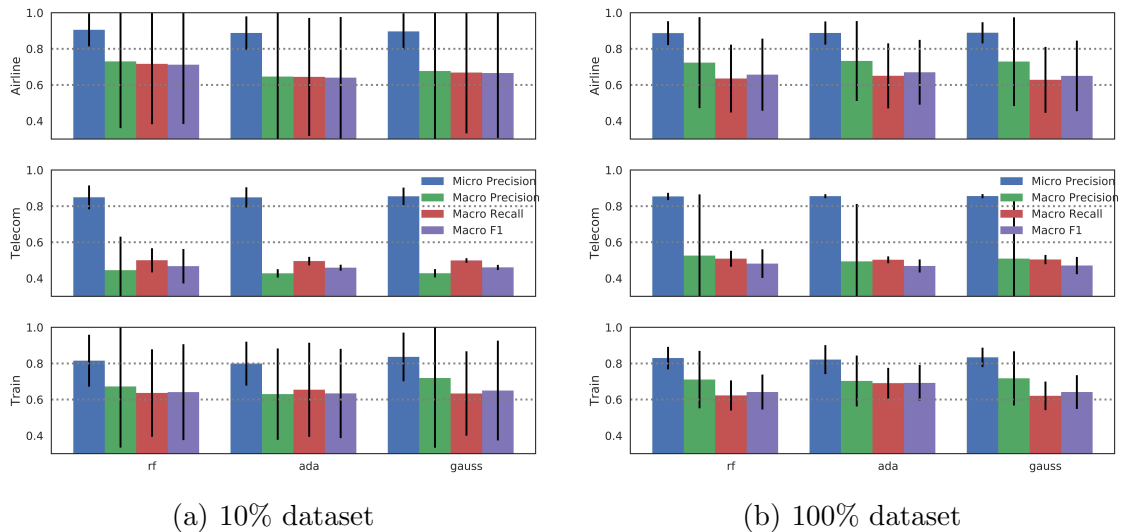 1.0
0.8
0.6
0.4
Airline
1.0
0.8
0.6
0.4
Telecom
Micro Precision
Macro Precision
Macro Recall
Macro F1
1.0
0.8
0.6
0.4
Train
rf ada gauss
(a) 10% dataset
1.0
0.8
0.6
0.4
Airline
1.0
0.8
0.6
0.4
Telecom
Micro Precision
Macro Precision
Macro Recall
Macro F1
1.0
0.8
0.6
0.4
Train
rf ada gauss
(b) 100% dataset